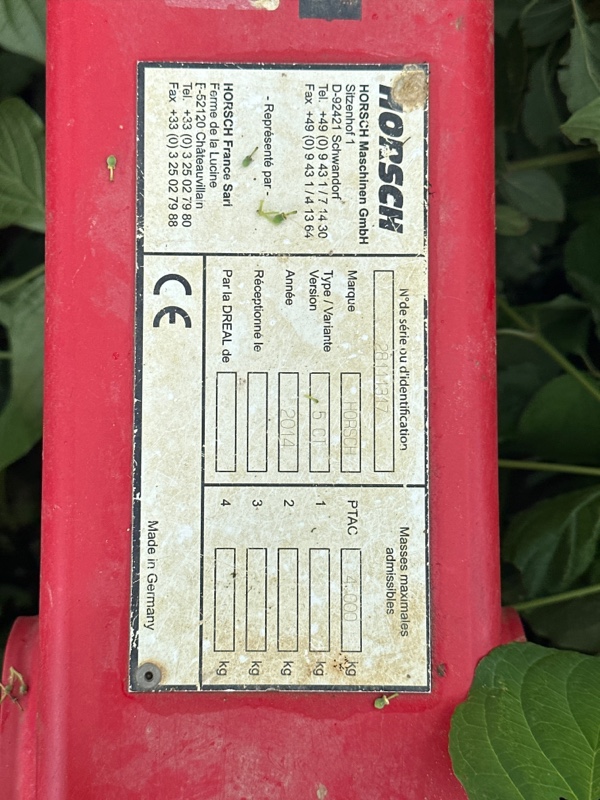 HORSCH
HORSCH Maschinen GmbH
Sitzenhof 1
D-92421 Schwandorf
Tel. +49 (0) 9 43 1 / 7 14 30
Fax +49 (0) 9 43 1 / 4 13 64
- Représenté par -
HORSCH France Sarl
Ferme de la Lucine
F-52120 Châteauvillain
Tel. +33 (0) 3 25 02 79 80
Fax +33 (0) 3 25 02 79 88
N°de série ou d'identification
28111347
Marque HORSCH
Type / Variante
Version 5 CT
Année 2014
Réceptionné le
Par la DREAL de
Masses maximales
admissibles
PTAC 4.000 kg
1 kg
2 kg
3 kg
4 kg
CE
Made in Germany